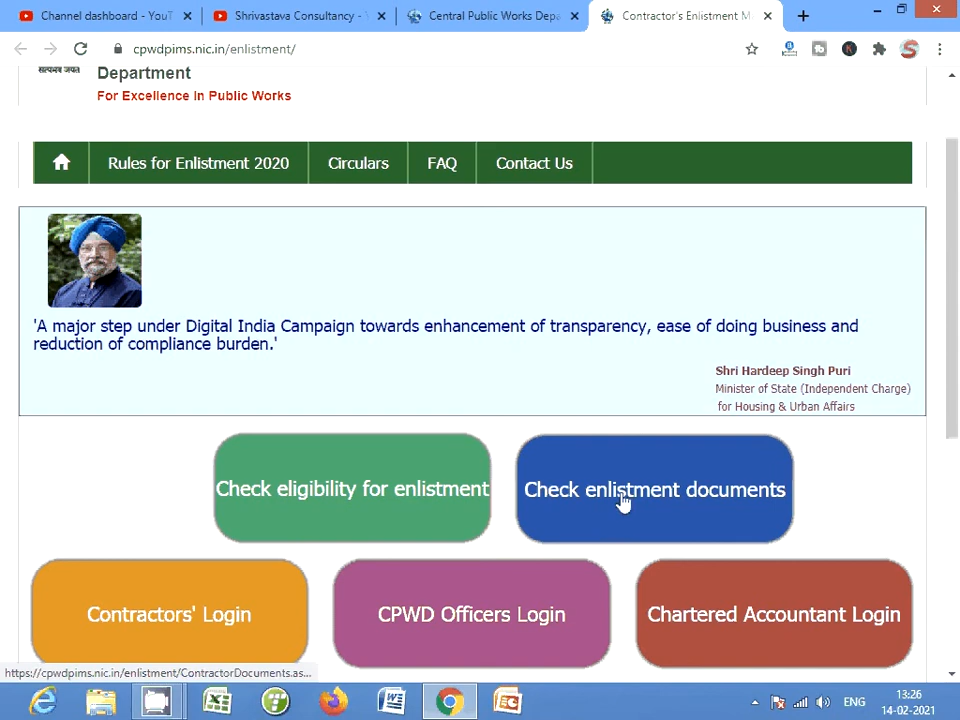 Channel dashboard - YouT
Shrivastava Consultancy - Y
Central Public Works Depa
Contractor's Enlistment M
cpwdpims.nic.in/enlistment/
सत्यमेव जयते
Department
For Excellence In Public Works
Rules for Enlistment 2020
Circulars
FAQ
Contact Us
'A major step under Digital India Campaign towards enhancement of transparency, ease of doing business and
reduction of compliance burden.'
Shri Hardeep Singh Puri
Minister of State (Independent Charge)
for Housing & Urban Affairs
Check eligibility for enlistment
Check enlistment documents
Contractors' Login
CPWD Officers Login
Chartered Accountant Login
https://cpwdpims.nic.in/enlistment/ContractorDocuments.as...
ENG
13:26
14-02-2021